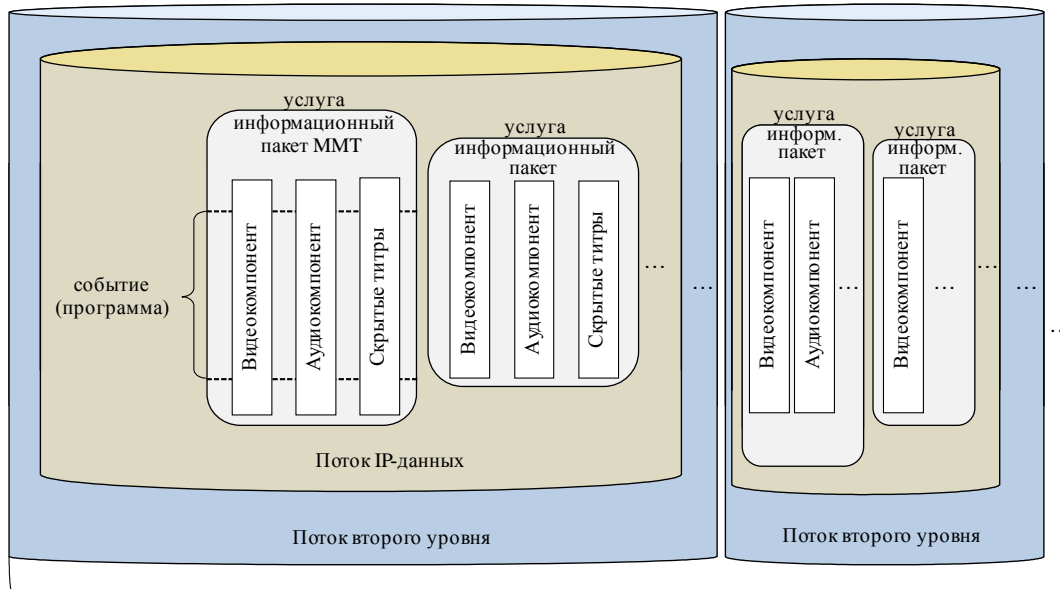 услуга
информационный
пакет ММТ
Видеокомпонент
Аудиокомпонент
Скрытые титры
событие
(программа)
услуга
информационный
пакет
Видеокомпонент
Аудиокомпонент
Скрытые титры
...
...
Поток IP-данных
Поток второго уровня
услуга
информ.
пакет
Видеокомпонент
Аудиокомпонент
...
услуга
информ.
пакет
Видеокомпонент
...
...
...
...
Поток второго уровня